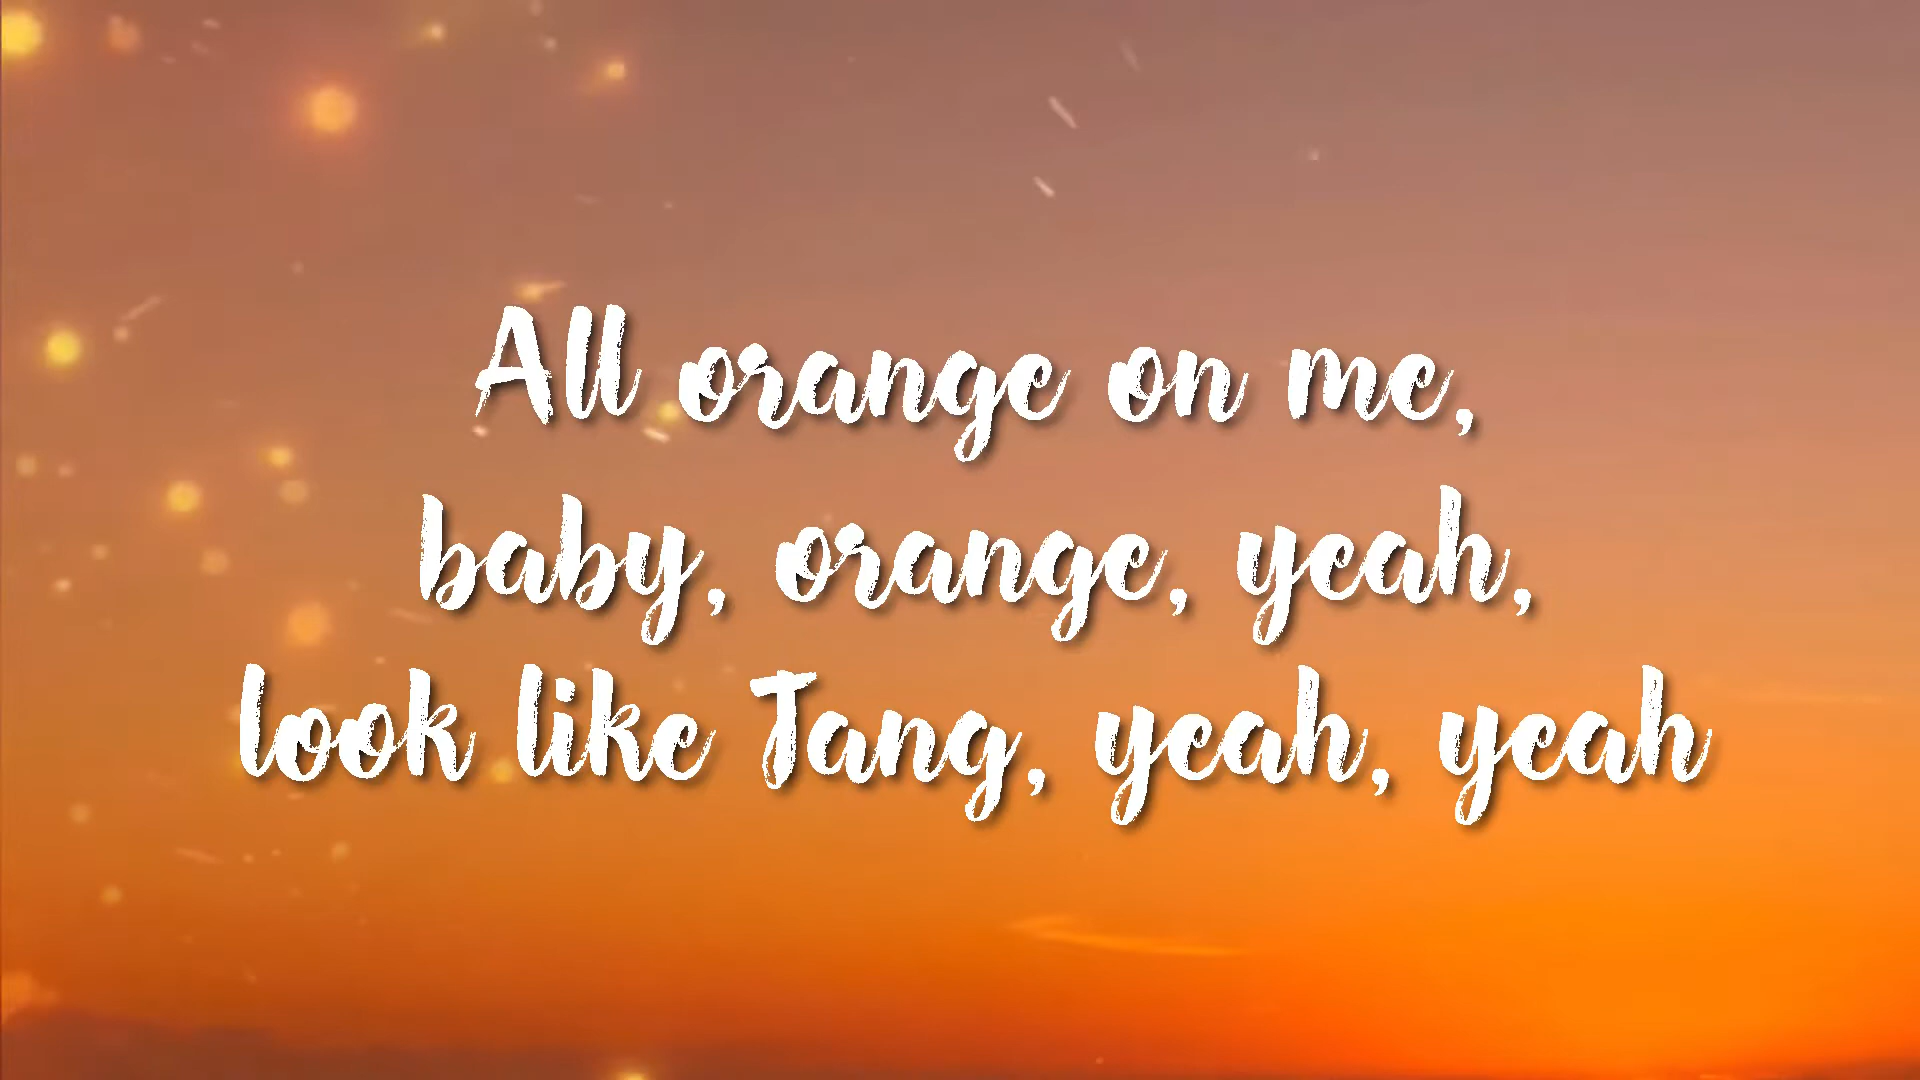 All orange on me,
baby, orange, yeah,
look like Tang, yeah, yeah